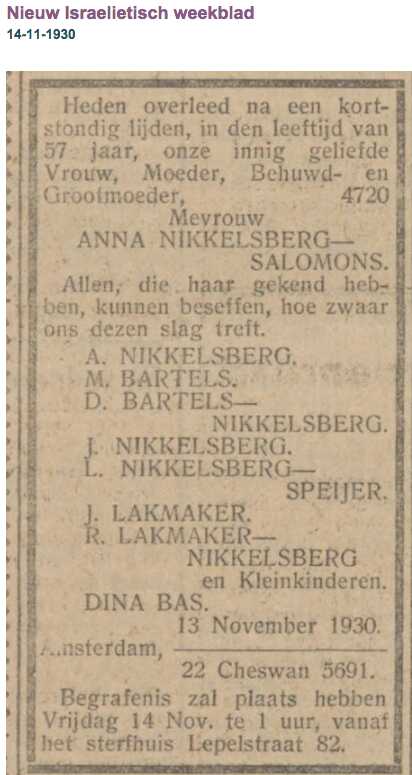 Nieuw Israelietisch weekblad
14-11-1930
Heden overleed na een kort-
stondig lijden, in den leeftijd van
57 jaar, onze innig geliefde
Vrouw, Moeder, Behuwd- en
Grootmoeder, 4720
Mevrouw
ANNA NIKKELSBERG—
SALOMONS.
Allen, die haar gekend heb-
ben, kunnen beseffen, hoe zwaar
ons dezen slag treft.
A. NIKKELSBERG.
M. BARTELS.
D. BARTELS—
NIKKELSBERG.
J. NIKKELSBERG.
L. NIKKELSBERG—
SPEIJER.
J. LAKMAKER.
R. LAKMAKER—
NIKKELSBERG
en Kleinkinderen.
DINA BAS.
13 November 1930.
Amsterdam,
22 Cheswan 5691.
Begrafenis zal plaats hebben
Vrijdag 14 Nov. te 1 uur, vanaf
het sterfhuis Lepelstraat 82.